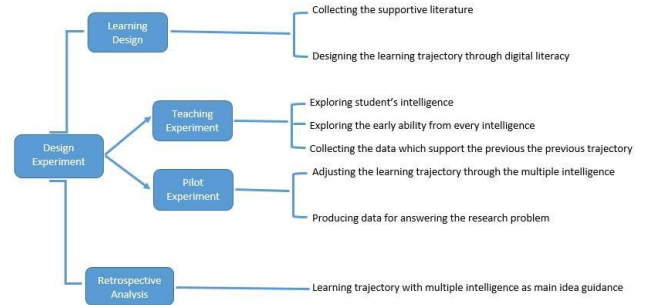 Learning
Design
Collecting the supportive literature
Designing the learning trajectory through digital literacy
Design
Experiment
Teaching
Experiment
Exploring student's intelligence
Exploring the early ability from every intelligence
Collecting the data which support the previous the previous trajectory
Pilot
Experiment
Adjusting the learning trajectory through the multiple intelligence
Producing data for answering the research problem
Retrospective
Analysis
Learning trajectory with multiple intelligence as main idea guidance